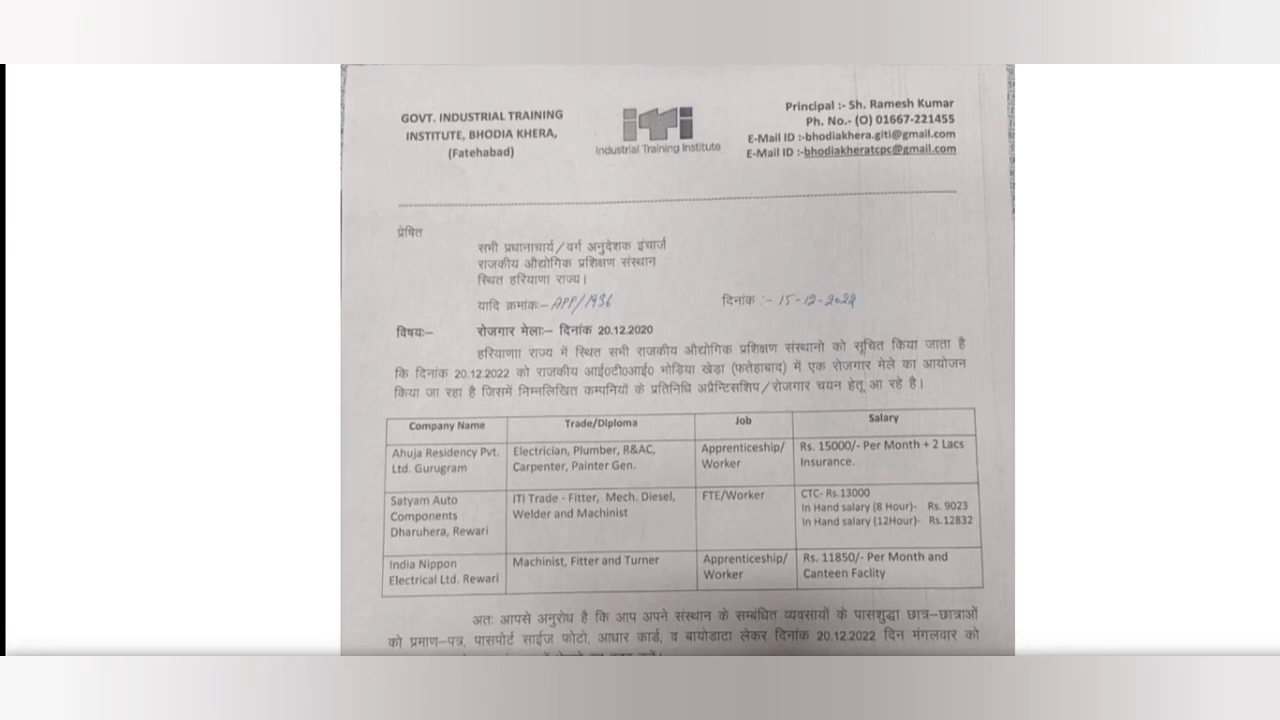 GOVT. INDUSTRIAL TRAINING
INSTITUTE, BHODIA KHERA,
(Fatehabad)
iTi
Industrial Training Institute
Principal :- Sh. Ramesh Kumar
Ph. No.- (O) 01667-221455
E-Mail ID :-bhodiakhera.giti@gmail.com
E-Mail ID :-bhodiakheratcpc@gmail.com
प्रेषित
सभी प्रधानाचार्य/वर्ग अनुदेशक इंचार्ज
राजकीय औद्योगिक प्रशिक्षण संस्थान
स्थित हरियाणा राज्य।
यादि क्रमांकः- APP/1936
दिनांक :- 15-12-2022
विषयः- रोजगार मेलाः- दिनांक 20.12.2020
हरियाणाा राज्य में स्थित सभी राजकीय औद्योगिक प्रशिक्षण संस्थानो को सूचित किया जाता है
कि दिनांक 20.12.2022 को राजकीय आई0टी0आई0 भोड़िया खेड़ा (फतेहाबाद) में एक रोजगार मेले का आयोजन
किया जा रहा है जिसमें निम्नलिखित कम्पनियों के प्रतिनिधि अप्रैन्टिसशिप/रोजगार चयन हेतू आ रहे है।
Company Name Trade/Diploma Job Salary
Ahuja Residency Pvt. Electrician, Plumber, R&AC, Apprenticeship/ Rs. 15000/- Per Month + 2 Lacs
Ltd. Gurugram Carpenter, Painter Gen. Worker Insurance.
Satyam Auto ITI Trade - Fitter, Mech. Diesel, FTE/Worker CTC- Rs.13000
Components Welder and Machinist In Hand salary (8 Hour)- Rs. 9023
Dharuhera, Rewari In Hand salary (12Hour)- Rs.12832
India Nippon Machinist, Fitter and Turner Apprenticeship/ Rs. 11850/- Per Month and
Electrical Ltd. Rewari Worker Canteen Faclity
अतः आपसे अनुरोध है कि आप अपने संस्थान के सम्बंधित व्यवसायों के पासशुद्धा छात्र-छात्राओं
को प्रमाण-पत्र, पासपोर्ट साईज फोटो, आधार कार्ड, व बायोडाटा लेकर दिनांक 20.12.2022 दिन मंगलवार को